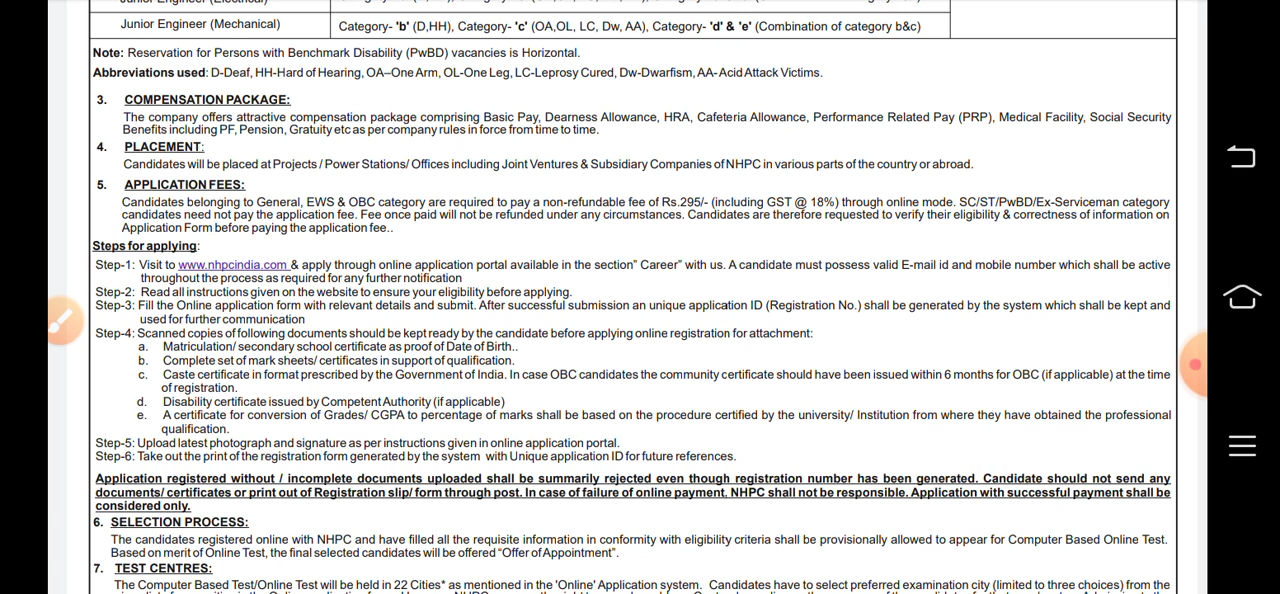 Junior Engineer (Electrical)
Junior Engineer (Mechanical)
Category- 'b' (D,HH), Category- 'c' (OA,OL, LC, Dw, AA), Category- 'd' & 'e' (Combination of category b&c)
Note: Reservation for Persons with Benchmark Disability (PwBD) vacancies is Horizontal.
Abbreviations used: D-Deaf, HH-Hard of Hearing, OA–One Arm, OL-One Leg, LC-Leprosy Cured, Dw-Dwarfism, AA- Acid Attack Victims.
3. COMPENSATION PACKAGE:
The company offers attractive compensation package comprising Basic Pay, Dearness Allowance, HRA, Cafeteria Allowance, Performance Related Pay (PRP), Medical Facility, Social Security
Benefits including PF, Pension, Gratuity etc as per company rules in force from time to time.
4. PLACEMENT:
Candidates will be placed at Projects / Power Stations/ Offices including Joint Ventures & Subsidiary Companies of NHPC in various parts of the country or abroad.
5. APPLICATION FEES:
Candidates belonging to General, EWS & OBC category are required to pay a non-refundable fee of Rs.295/- (including GST @ 18%) through online mode. SC/ST/PwBD/Ex-Serviceman category
candidates need not pay the application fee. Fee once paid will not be refunded under any circumstances. Candidates are therefore requested to verify their eligibility & correctness of information on
Application Form before paying the application fee..
Steps for applying:
Step-1: Visit to www.nhpcindia.com & apply through online application portal available in the section" Career" with us. A candidate must possess valid E-mail id and mobile number which shall be active
throughout the process as required for any further notification
Step-2: Read all instructions given on the website to ensure your eligibility before applying.
Step-3: Fill the Online application form with relevant details and submit. After successful submission an unique application ID (Registration No.) shall be generated by the system which shall be kept and
used for further communication
Step-4: Scanned copies of following documents should be kept ready by the candidate before applying online registration for attachment:
a. Matriculation/ secondary school certificate as proof of Date of Birth..
b. Complete set of mark sheets/ certificates in support of qualification.
c. Caste certificate in format prescribed by the Government of India. In case OBC candidates the community certificate should have been issued within 6 months for OBC (if applicable) at the time
of registration.
d. Disability certificate issued by Competent Authority (if applicable)
e. A certificate for conversion of Grades/ CGPA to percentage of marks shall be based on the procedure certified by the university/ Institution from where they have obtained the professional
qualification.
Step-5: Upload latest photograph and signature as per instructions given in online application portal.
Step-6: Take out the print of the registration form generated by the system with Unique application ID for future references.
Application registered without / incomplete documents uploaded shall be summarily rejected even though registration number has been generated. Candidate should not send any
documents/ certificates or print out of Registration slip/ form through post. In case of failure of online payment. NHPC shall not be responsible. Application with successful payment shall be
considered only.
6. SELECTION PROCESS:
The candidates registered online with NHPC and have filled all the requisite information in conformity with eligibility criteria shall be provisionally allowed to appear for Computer Based Online Test.
Based on merit of Online Test, the final selected candidates will be offered "Offer of Appointment".
7. TEST CENTRES:
The Computer Based Test/Online Test will be held in 22 Cities* as mentioned in the 'Online' Application system. Candidates have to select preferred examination city (limited to three choices) from the